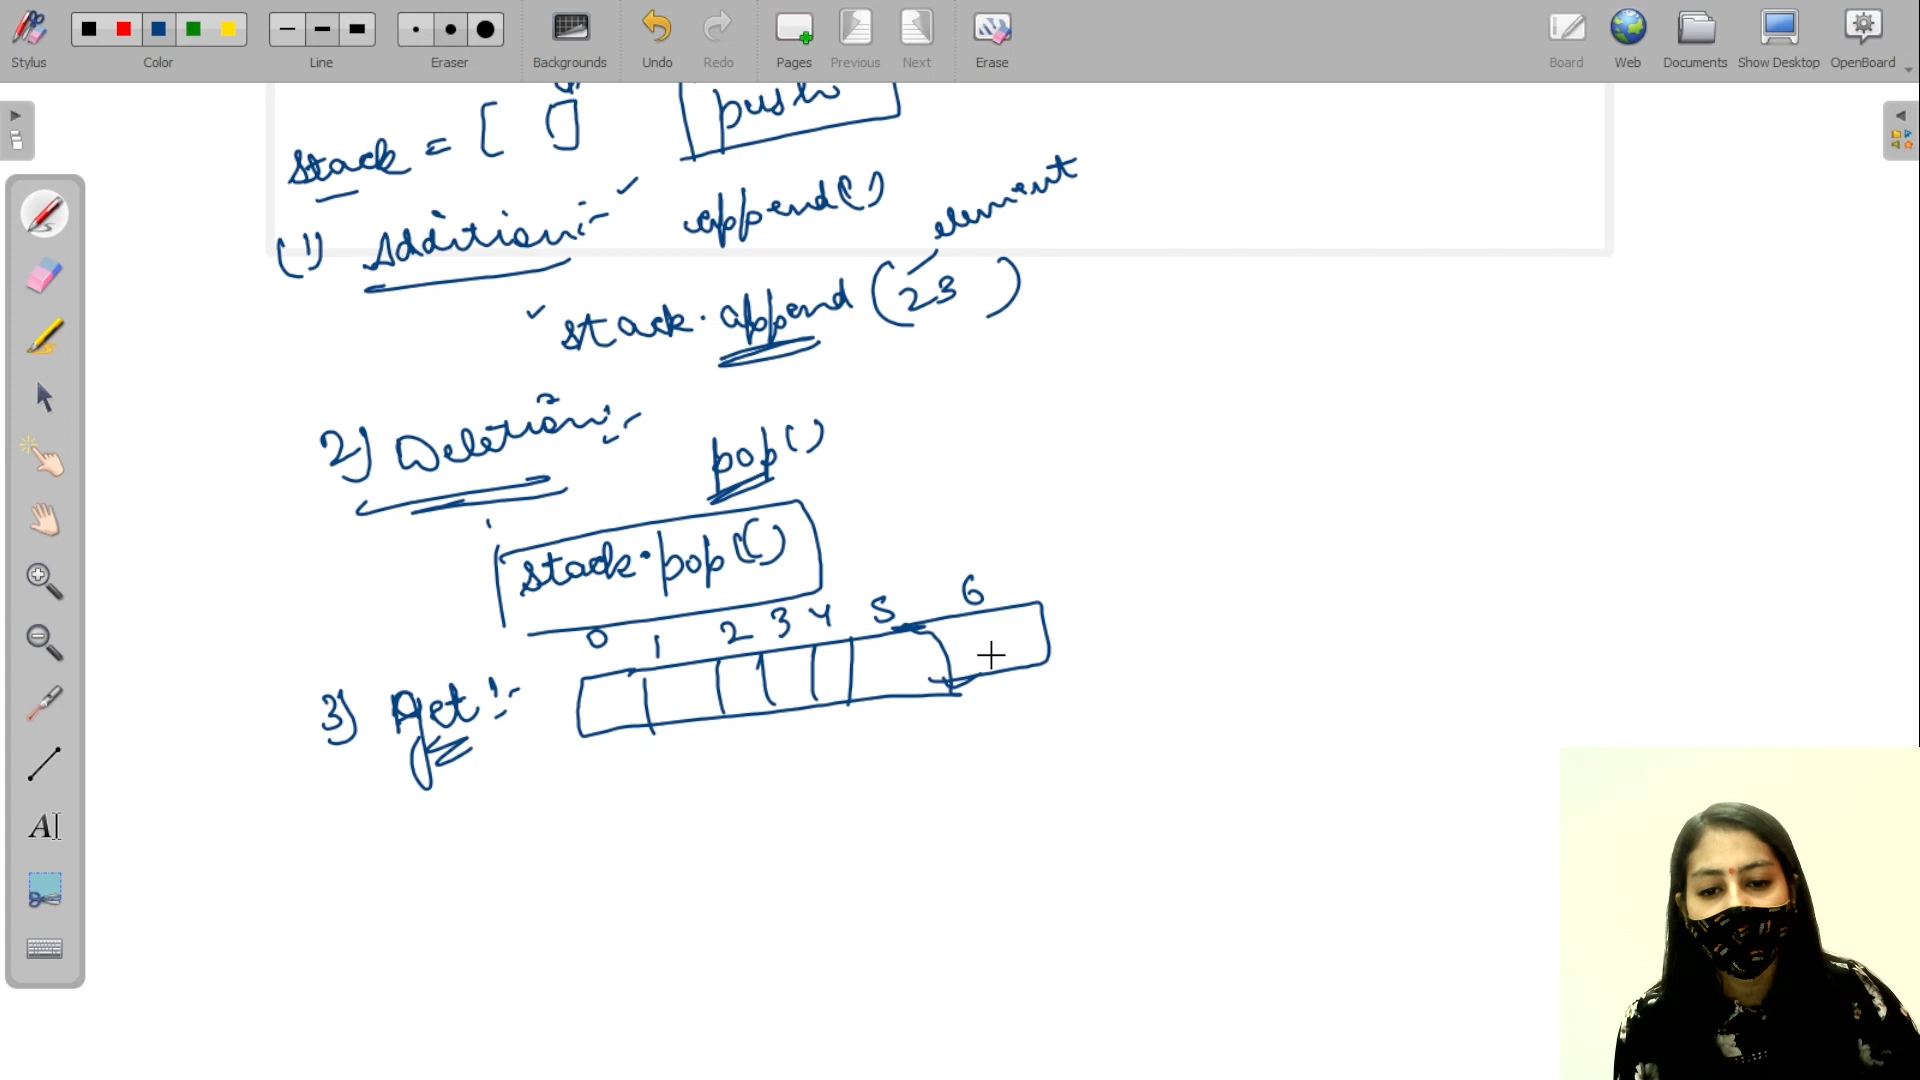 Stylus Color Line Eraser Backgrounds Undo Redo Pages Previous Next Erase Board Web Documents Show Desktop OpenBoard
push
stack = [ ]
(1) Addition:- append()
element
stack.append(23)
2) Deletion:-
pop()
stack.pop()
0 1 2 3 4 5 6
3) get:-